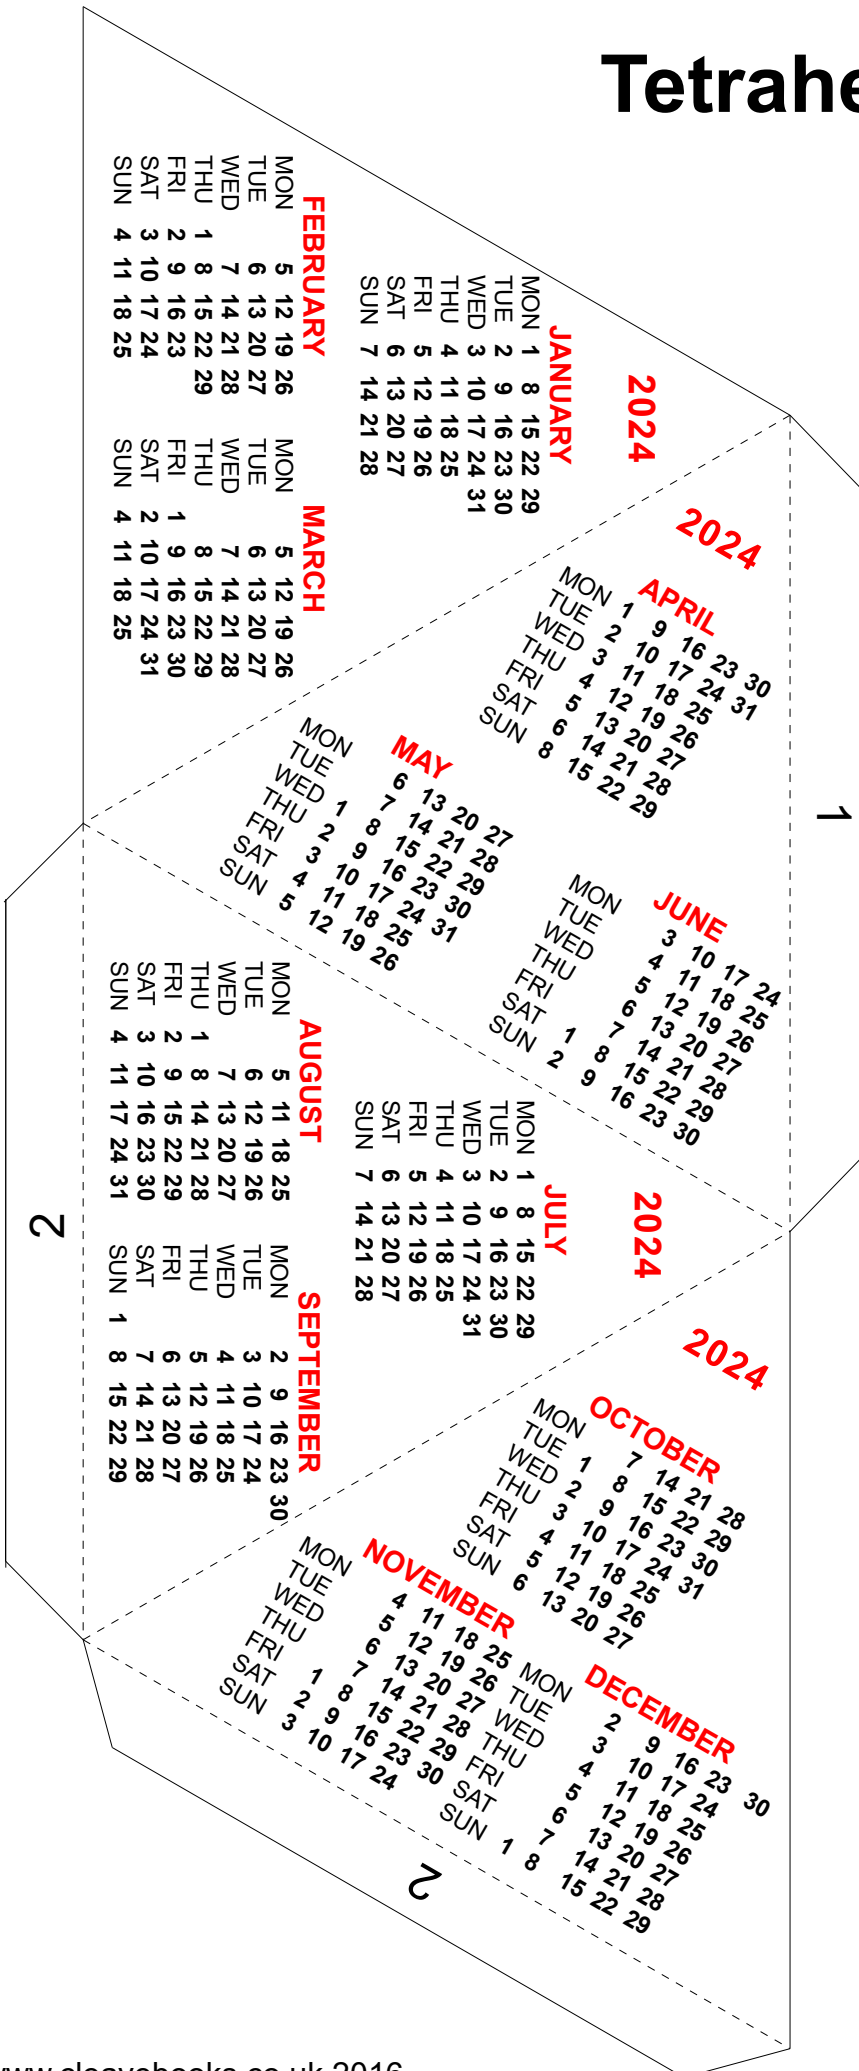 Tetrahe
2024
JANUARY
MON 1 8 15 22 29
TUE 2 9 16 23 30
WED 3 10 17 24 31
THU 4 11 18 25
FRI 5 12 19 26
SAT 6 13 20 27
SUN 7 14 21 28
FEBRUARY
MON 5 12 19 26
TUE 6 13 20 27
WED 7 14 21 28
THU 1 8 15 22 29
FRI 2 9 16 23
SAT 3 10 17 24
SUN 4 11 18 25
MARCH
MON 5 12 19 26
TUE 6 13 20 27
WED 7 14 21 28
THU 8 15 22 29
FRI 1 9 16 23 30
SAT 2 10 17 24 31
SUN 4 11 18 25
2024
APRIL
MON 1 9 16 23 30
TUE 2 10 17 24 31
WED 3 11 18 25
THU 4 12 19 26
FRI 5 13 20 27
SAT 6 14 21 28
SUN 8 15 22 29
MAY
MON 6 13 20 27
TUE 7 14 21 28
WED 1 8 15 22 29
THU 2 9 16 23 30
FRI 3 10 17 24 31
SAT 4 11 18 25
SUN 5 12 19 26
JUNE
MON 3 10 17 24
TUE 4 11 18 25
WED 5 12 19 26
THU 6 13 20 27
FRI 7 14 21 28
SAT 1 8 15 22 29
SUN 2 9 16 23 30
1
2024
JULY
MON 1 8 15 22 29
TUE 2 9 16 23 30
WED 3 10 17 24 31
THU 4 11 18 25
FRI 5 12 19 26
SAT 6 13 20 27
SUN 7 14 21 28
AUGUST
MON 5 11 18 25
TUE 6 12 19 26
WED 7 13 20 27
THU 1 8 14 21 28
FRI 2 9 15 22 29
SAT 3 10 16 23 30
SUN 4 11 17 24 31
SEPTEMBER
MON 2 9 16 23 30
TUE 3 10 17 24
WED 4 11 18 25
THU 5 12 19 26
FRI 6 13 20 27
SAT 7 14 21 28
SUN 1 8 15 22 29
2
2024
OCTOBER
MON 7 14 21 28
TUE 1 8 15 22 29
WED 2 9 16 23 30
THU 3 10 17 24 31
FRI 4 11 18 25
SAT 5 12 19 26
SUN 6 13 20 27
NOVEMBER
MON 4 11 18 25
TUE 5 12 19 26
WED 6 13 20 27
THU 7 14 21 28
FRI 1 8 15 22 29
SAT 2 9 16 23 30
SUN 3 10 17 24
DECEMBER
MON 2 9 16 23 30
TUE 3 10 17 24
WED 4 11 18 25
THU 5 12 19 26
FRI 6 13 20 27
SAT 7 14 21 28
SUN 1 8 15 22 29
2
www.cleavebooks.co.uk 2016